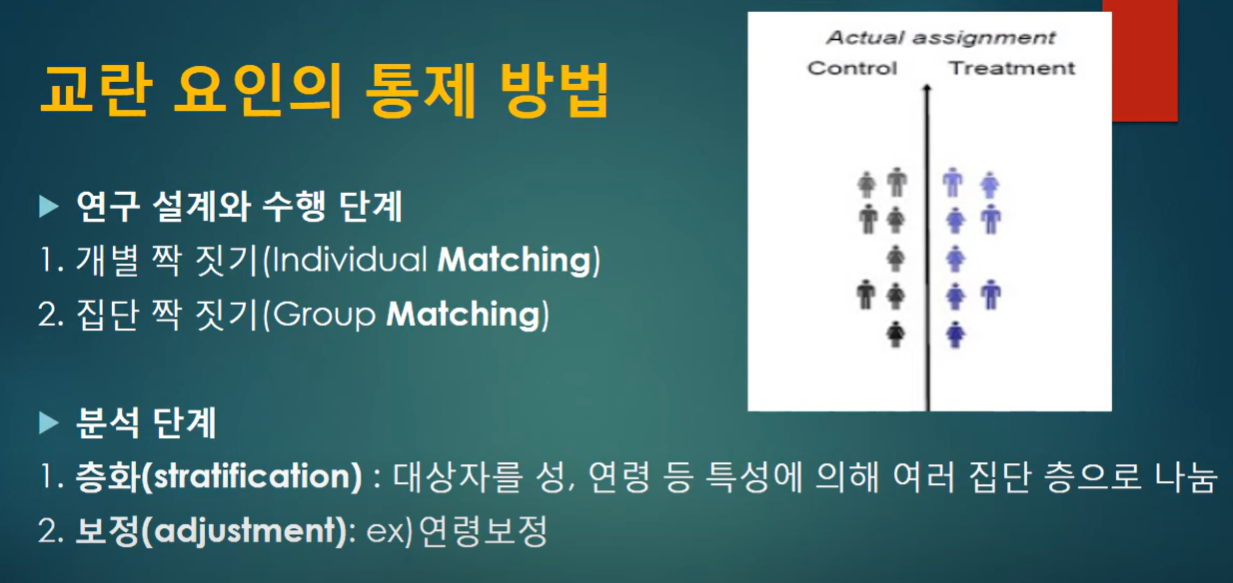 교란 요인의 통제 방법
Actual assignment
Control Treatment
▶ 연구 설계와 수행 단계
1. 개별 짝 짓기(Individual Matching)
2. 집단 짝 짓기(Group Matching)
▶ 분석 단계
1. 층화(stratification) : 대상자를 성, 연령 등 특성에 의해 여러 집단 층으로 나눔
2. 보정(adjustment): ex)연령보정